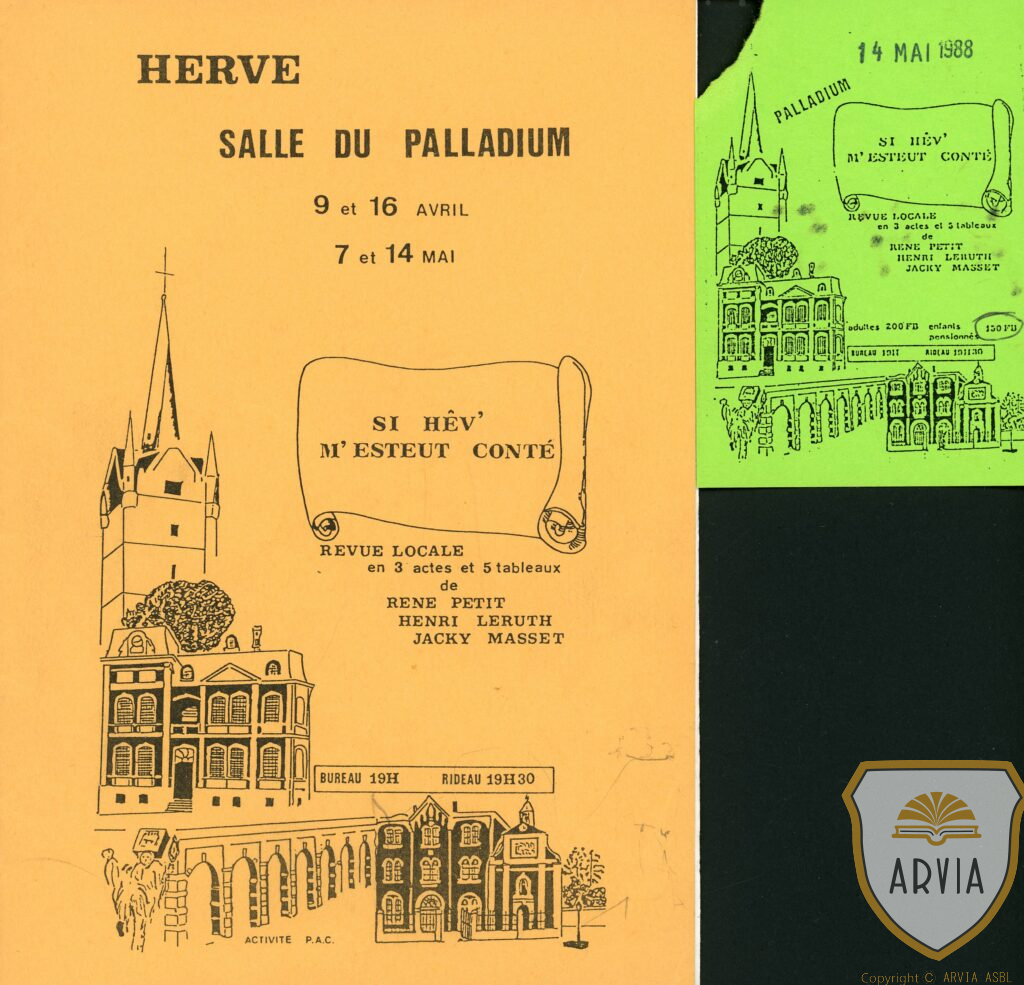 HERVE
SALLE DU PALLADIUM
9 et 16 AVRIL
7 et 14 MAI
SI HÊV'
M'ESTEUT CONTÉ
REVUE LOCALE
en 3 actes et 5 tableaux
de
RENE PETIT
HENRI LERUTH
JACKY MASSET
BUREAU 19H RIDEAU 19H30
ACTIVITE P.A.C.
14 MAI 1988
PALLADIUM
SI HÊV'
M'ESTEUT CONTÉ
REVUE LOCALE
en 3 actes et 5 tableaux
de
RENE PETIT
HENRI LERUTH
JACKY MASSET
adultes 200 FB enfants 150 FB
pensionnés
BUREAU 19H RIDEAU 19H30
ARVIA
Copyright © ARVIA ASBL